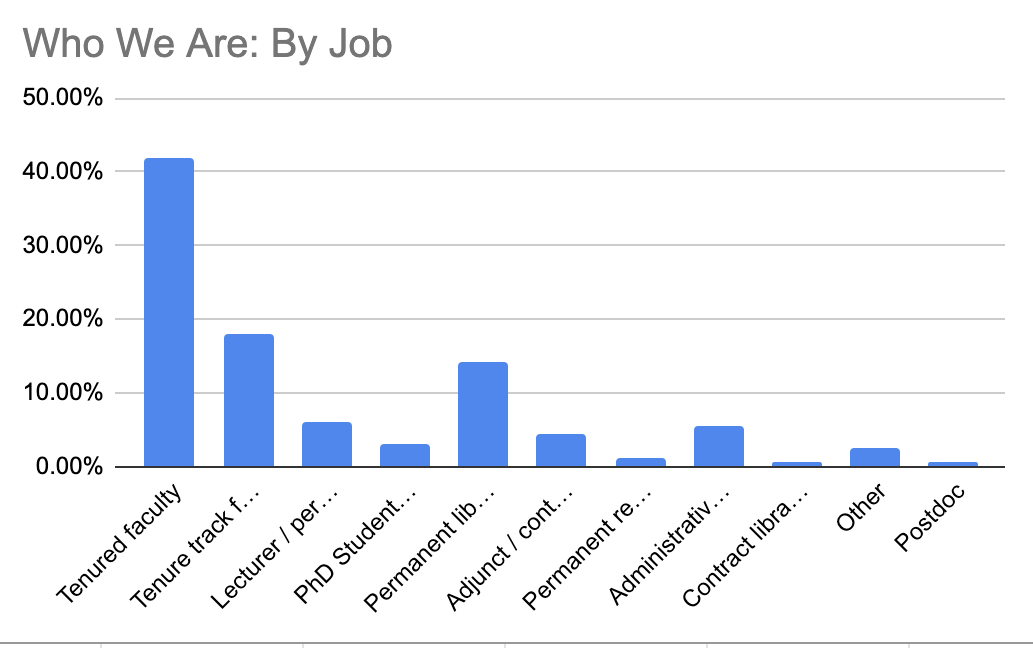 Who We Are: By Job
50.00%
40.00%
30.00%
20.00%
10.00%
0.00%
Tenured faculty
Tenure track f...
Lecturer / per...
PhD Student...
Permanent lib...
Adjunct / cont...
Permanent re...
Administrativ...
Contract libra...
Other
Postdoc